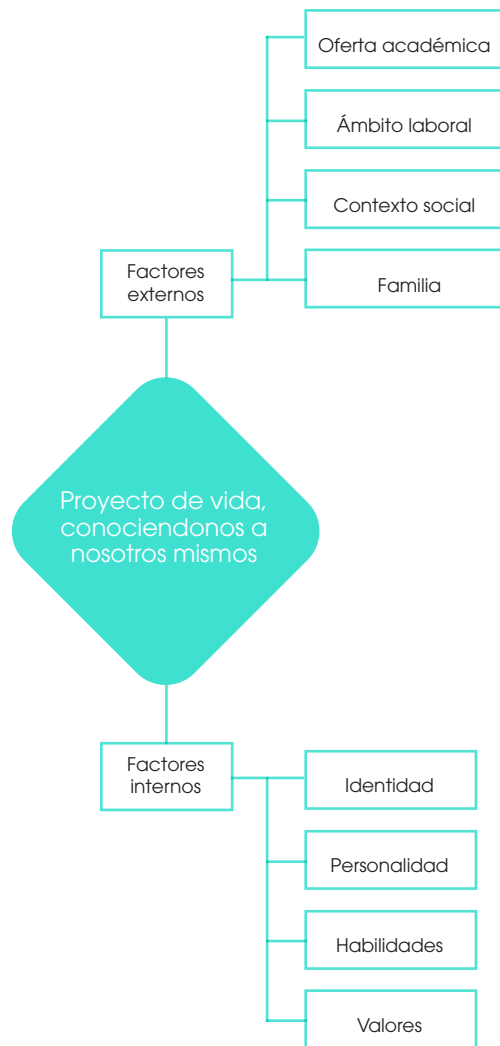 Oferta académica
Ámbito laboral
Contexto social
Factores
externos
Familia
Proyecto de vida,
conociendonos a
nosotros mismos
Factores
internos
Identidad
Personalidad
Habilidades
Valores